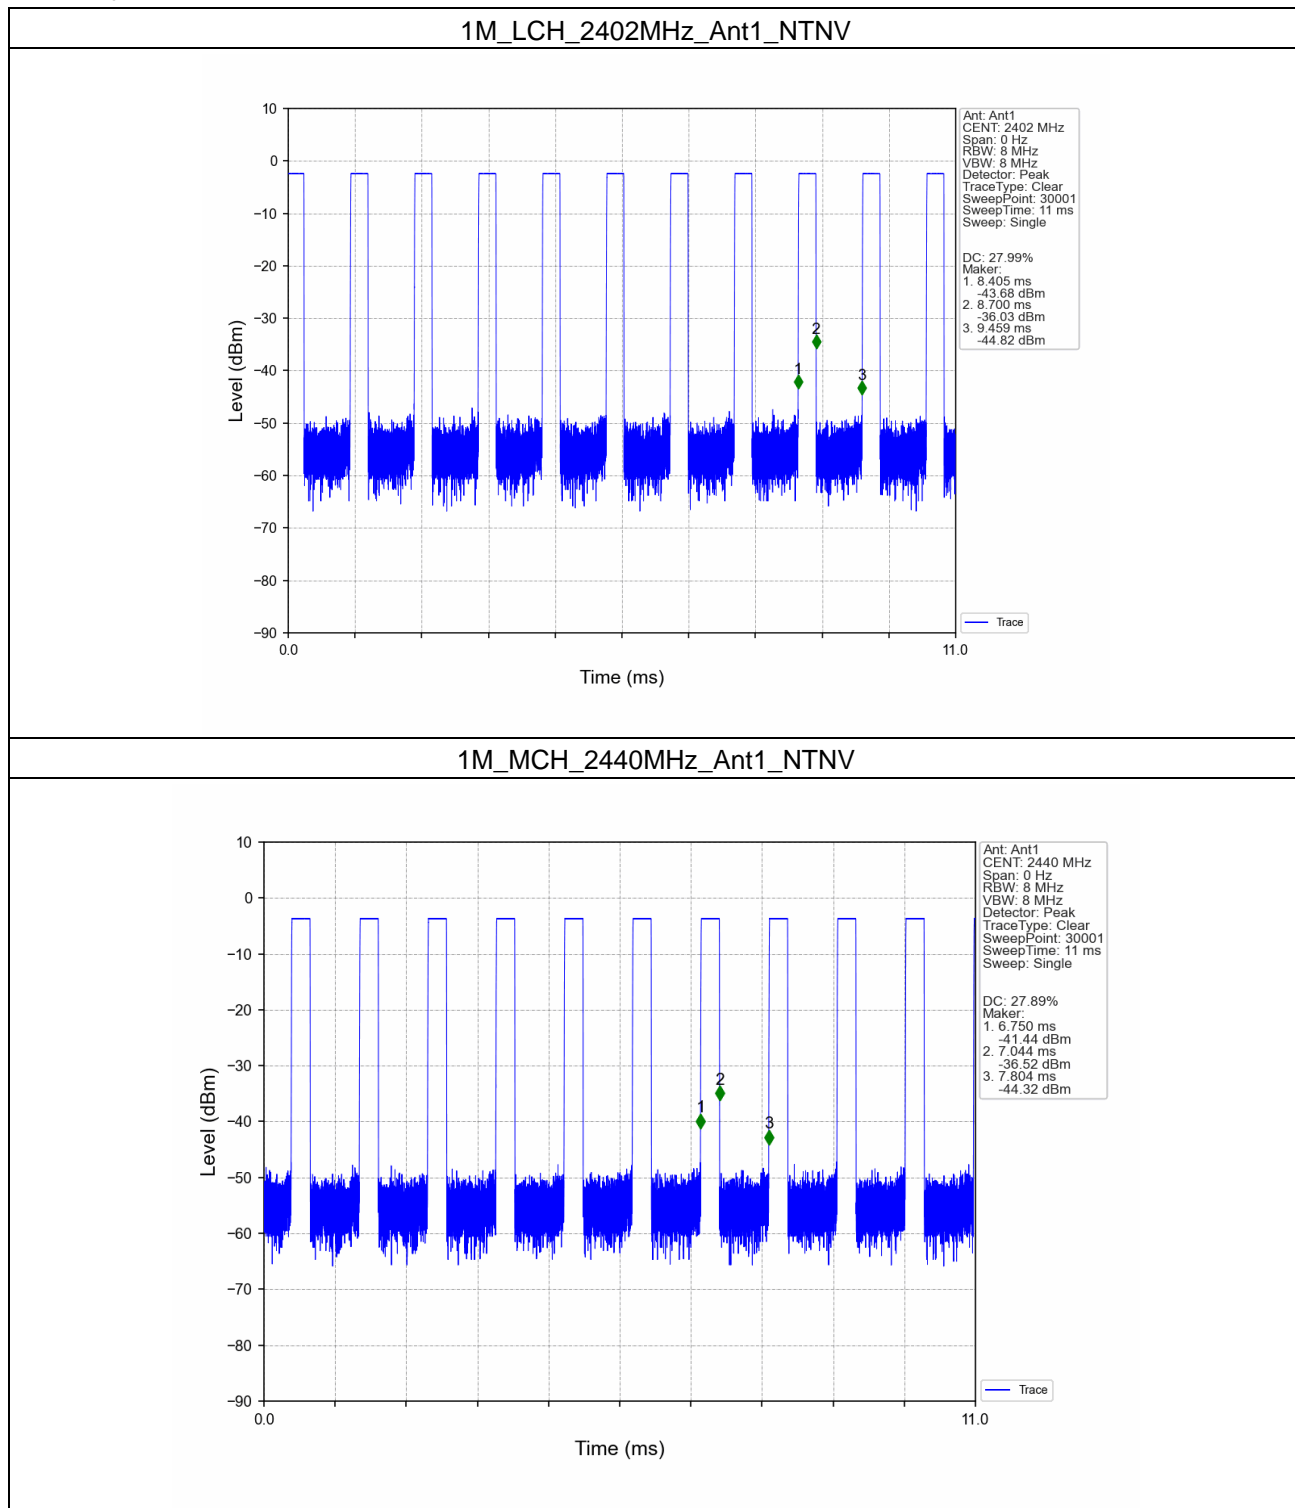 1M_LCH_2402MHz_Ant1_NTNV
10
0
−10
−20
−30
−40
−50
−60
−70
−80
−90
Level (dBm)
0.0
11.0
Time (ms)
1
2
3
Ant: Ant1
CENT: 2402 MHz
Span: 0 Hz
RBW: 8 MHz
VBW: 8 MHz
Detector: Peak
TraceType: Clear
SweepPoint: 30001
SweepTime: 11 ms
Sweep: Single
DC: 27.99%
Maker:
1. 8.405 ms
-43.68 dBm
2. 8.700 ms
-36.03 dBm
3. 9.459 ms
-44.82 dBm
Trace
1M_MCH_2440MHz_Ant1_NTNV
10
0
−10
−20
−30
−40
−50
−60
−70
−80
−90
Level (dBm)
0.0
11.0
Time (ms)
1
2
3
Ant: Ant1
CENT: 2440 MHz
Span: 0 Hz
RBW: 8 MHz
VBW: 8 MHz
Detector: Peak
TraceType: Clear
SweepPoint: 30001
SweepTime: 11 ms
Sweep: Single
DC: 27.89%
Maker:
1. 6.750 ms
-41.44 dBm
2. 7.044 ms
-36.52 dBm
3. 7.804 ms
-44.32 dBm
Trace